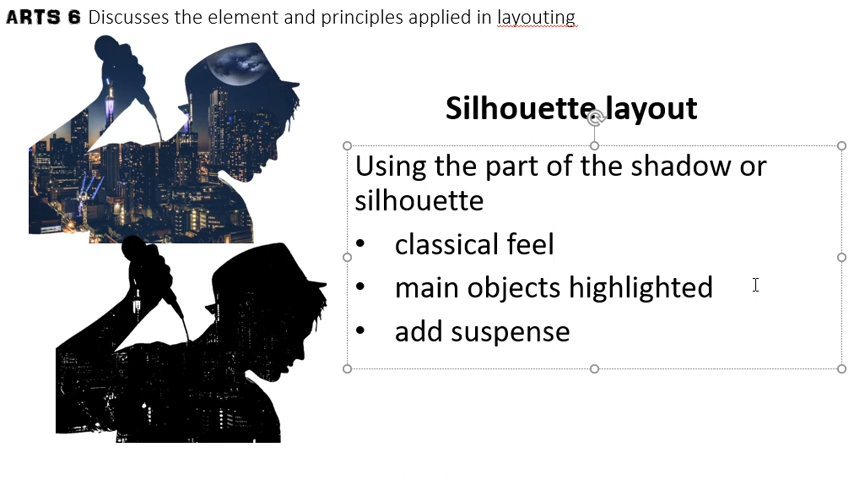 ARTS 6 Discusses the element and principles applied in layouting
Silhouette layout
Using the part of the shadow or
silhouette
• classical feel
• main objects highlighted
• add suspense